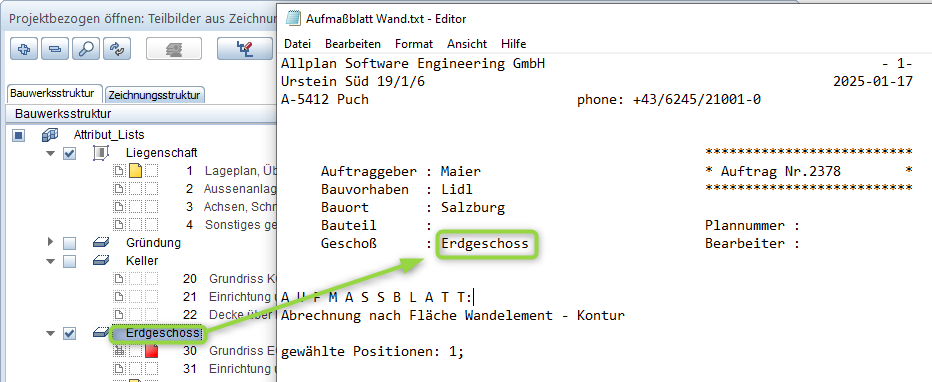 Projektbezogen öffnen: Teilbilder aus Zeichnu
Bauwerksstruktur
Zeichnungsstruktur
Bauwerksstruktur
Attribut_Lists
Liegenschaft
1 Lageplan, Üb
2 Aussenanlag
3 Achsen, Schr
4 Sonstiges ge
Gründung
Keller
20 Grundriss K
21 Einrichtung u
22 Decke über
Erdgeschoss
30 Grundriss E
31 Einrichtung u
Aufmaßblatt Wand.txt - Editor
Datei Bearbeiten Format Ansicht Hilfe
Allplan Software Engineering GmbH - 1-
Urstein Süd 19/1/6 2025-01-17
A-5412 Puch phone: +43/6245/21001-0
**************************
Auftraggeber : Maier * Auftrag Nr.2378 *
Bauvorhaben : Lidl **************************
Bauort : Salzburg
Bauteil : Plannummer :
Geschoß : Erdgeschoss Bearbeiter :
A U F M A S S B L A T T:
Abrechnung nach Fläche Wandelement - Kontur
gewählte Positionen: 1;